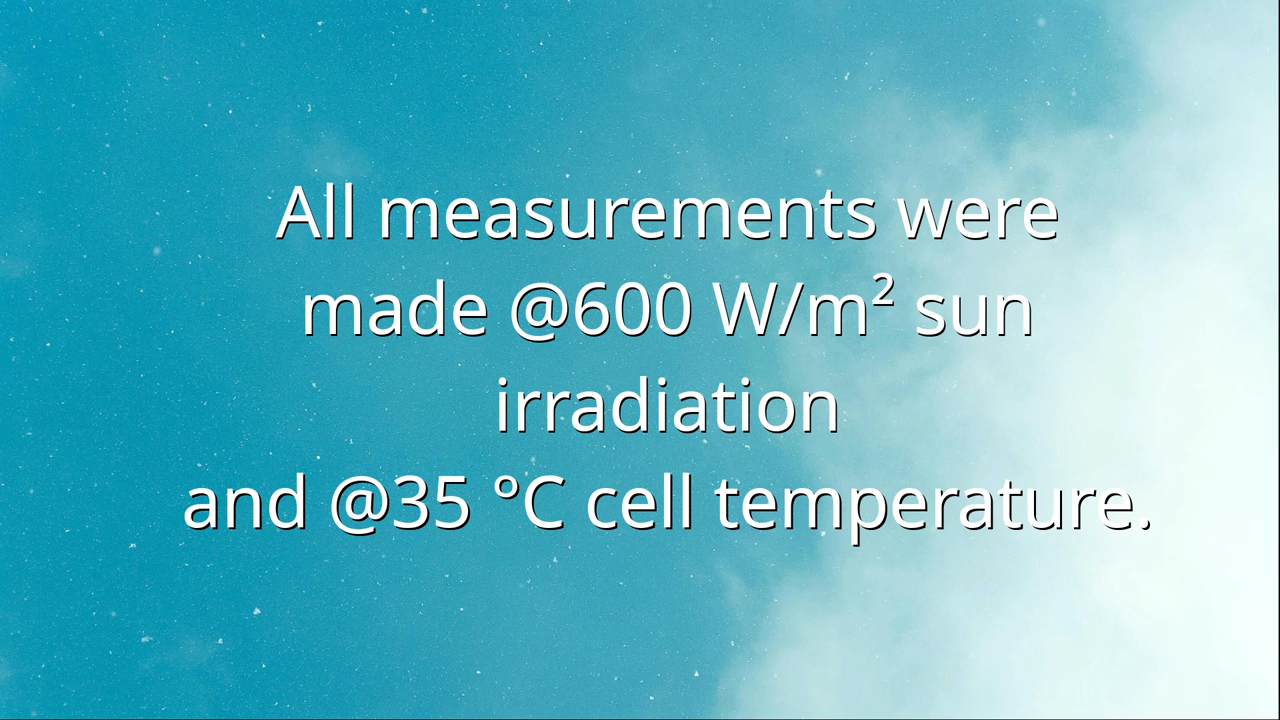 All measurements were
made @600 W/m² sun
irradiation
and @35 °C cell temperature.